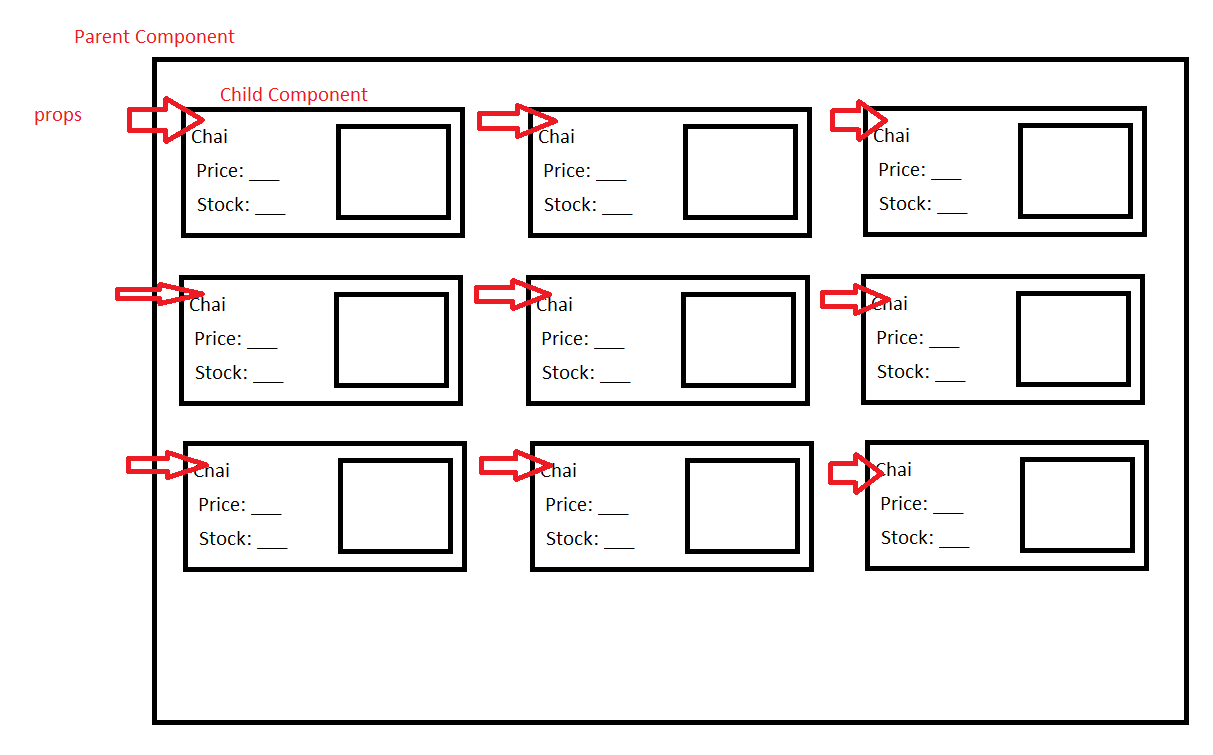 Parent Component
Child Component
props
Chai
Price: ___
Stock: ___
Chai
Price: ___
Stock: ___
Chai
Price: ___
Stock: ___
Chai
Price: ___
Stock: ___
Chai
Price: ___
Stock: ___
Chai
Price: ___
Stock: ___
Chai
Price: ___
Stock: ___
Chai
Price: ___
Stock: ___
Chai
Price: ___
Stock: ___